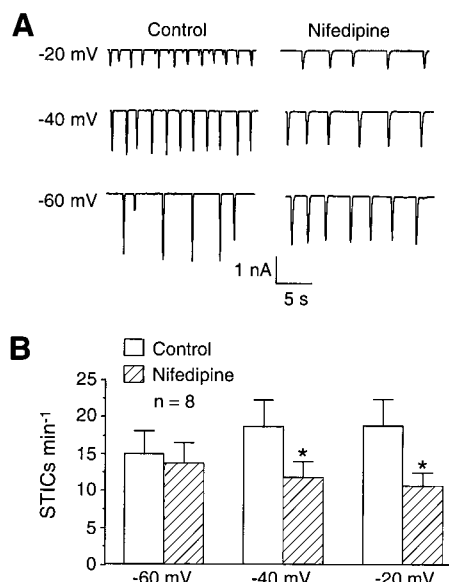 A
Control Nifedipine
-20 mV
-40 mV
-60 mV
1 nA
5 s
B
Control
Nifedipine
n = 8
STICs min⁻¹
25
20
15
10
5
0
* *
-60 mV -40 mV -20 mV